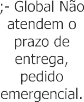 ;- Global Não
atendem o
prazo de
entrega,
pedido
emergencial.